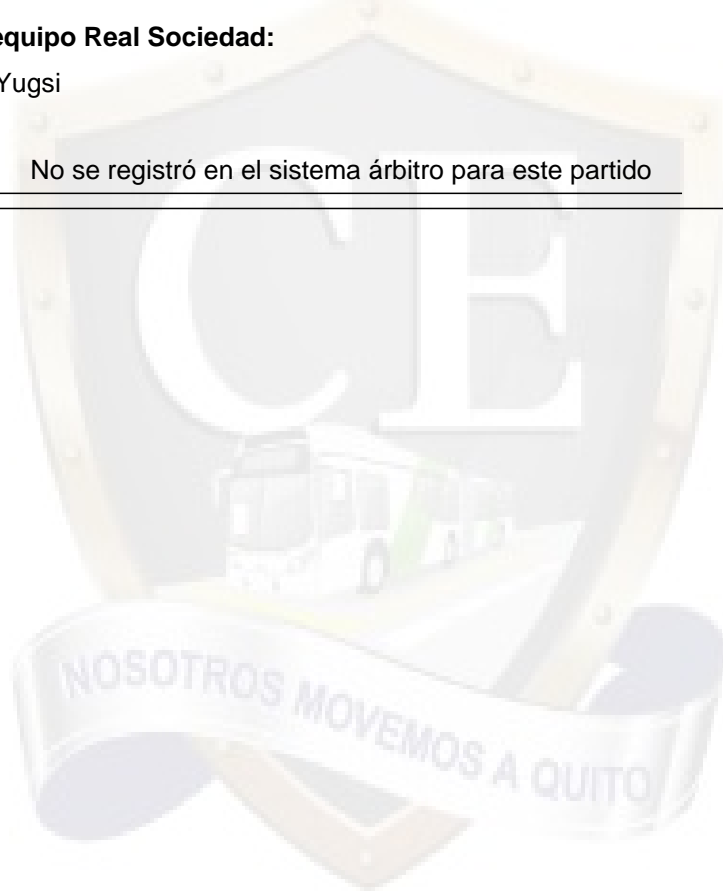 equipo Real Sociedad:
Yugsi
No se registró en el sistema árbitro para este partido
CE
NOSOTROS MOVEMOS A QUITO